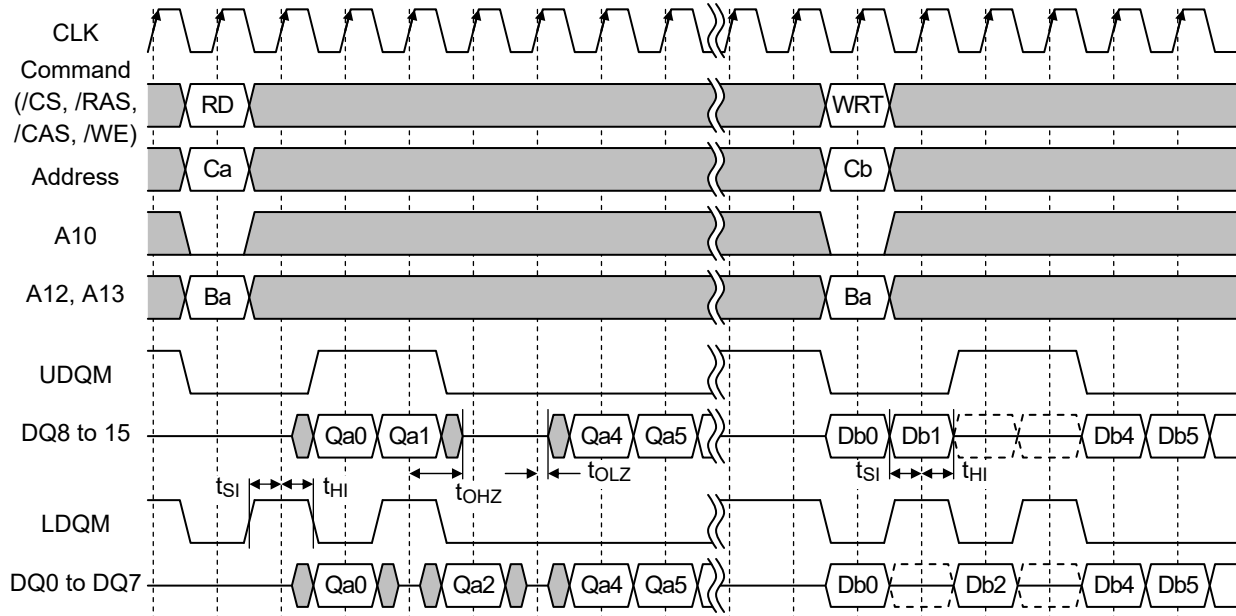 CLK
Command
(/CS, /RAS,
/CAS, /WE)
RD
WRT
Address
Ca
Cb
A10
A12, A13
Ba
Ba
UDQM
DQ8 to 15
Qa0
Qa1
Qa4
Qa5
Db0
Db1
Db4
Db5
tSI
tHI
tOHZ
tOLZ
tSI
tHI
LDQM
DQ0 to DQ7
Qa0
Qa2
Qa4
Qa5
Db0
Db2
Db4
Db5